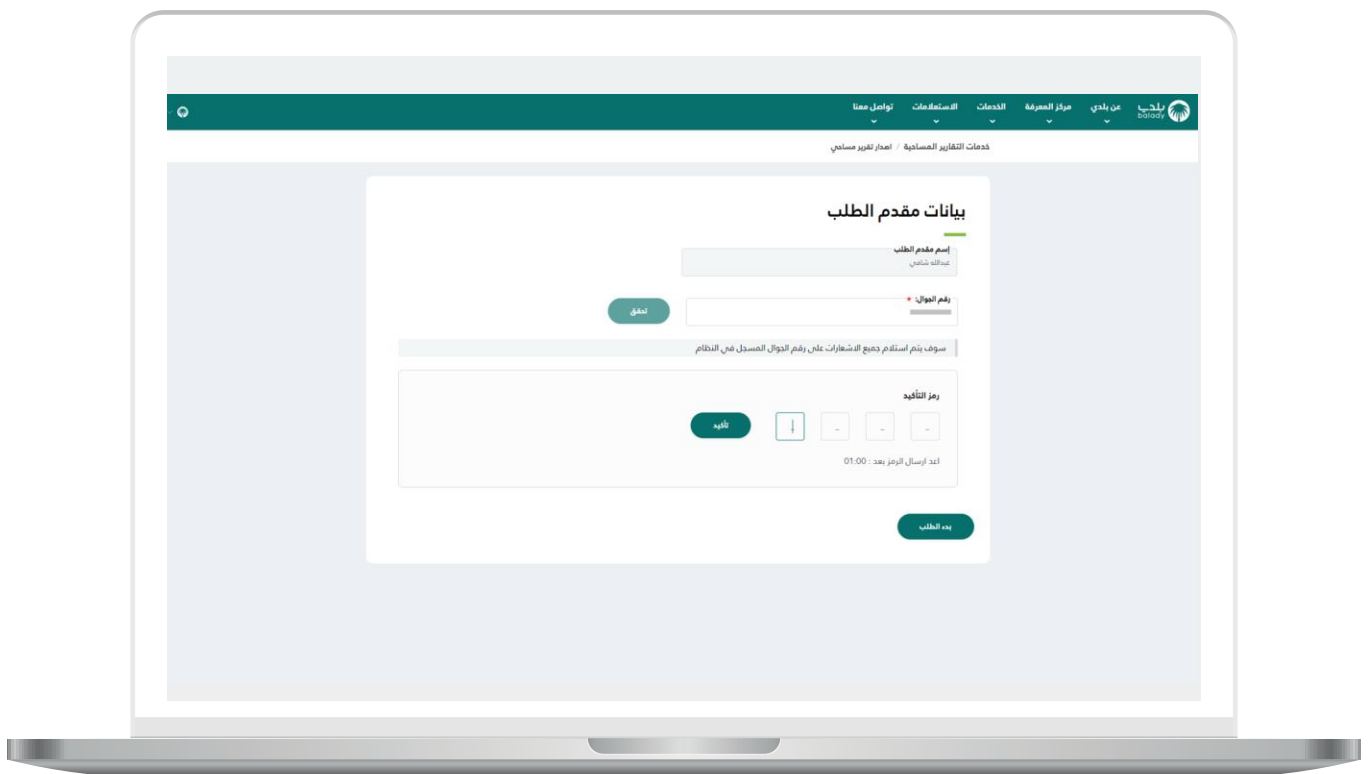 بلدي
balady
عن بلدي
مركز المعرفة
الخدمات
الاستعلامات
تواصل معنا
خدمات التقارير المساحية / اصدار تقرير مساحي
بيانات مقدم الطلب
إسم مقدم الطلب
عبدالله شافي
رقم الجوال: *
تحقق
سوف يتم استلام جميع الاشعارات على رقم الجوال المسجل في النظام
رمز التأكيد
تأكيد
اعد ارسال الرمز بعد : 01:00
بدء الطلب